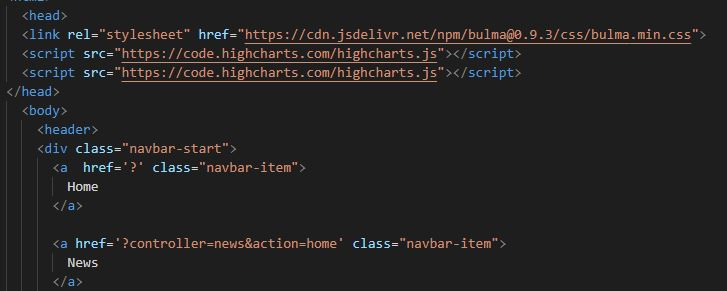 <head>
<link rel="stylesheet" href="https://cdn.jsdelivr.net/npm/bulma@0.9.3/css/bulma.min.css">
<script src="https://code.highcharts.com/highcharts.js"></script>
<script src="https://code.highcharts.com/highcharts.js"></script>
</head>
<body>
<header>
<div class="navbar-start">
<a  href='?' class="navbar-item">
Home
</a>
<a href='?controller=news&action=home' class="navbar-item">
News
</a>